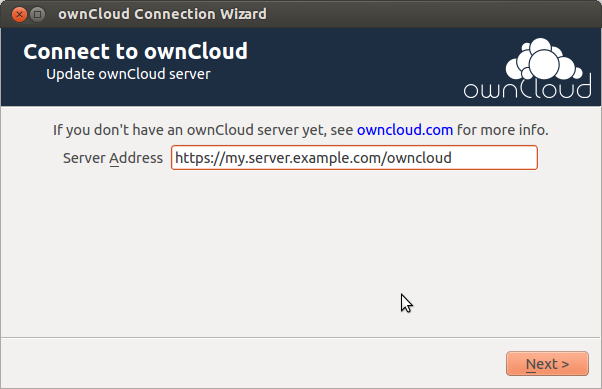 ownCloud Connection Wizard
Connect to ownCloud
Update ownCloud server
ownCloud
If you don't have an ownCloud server yet, see owncloud.com for more info.
Server Address https://my.server.example.com/owncloud
Next >